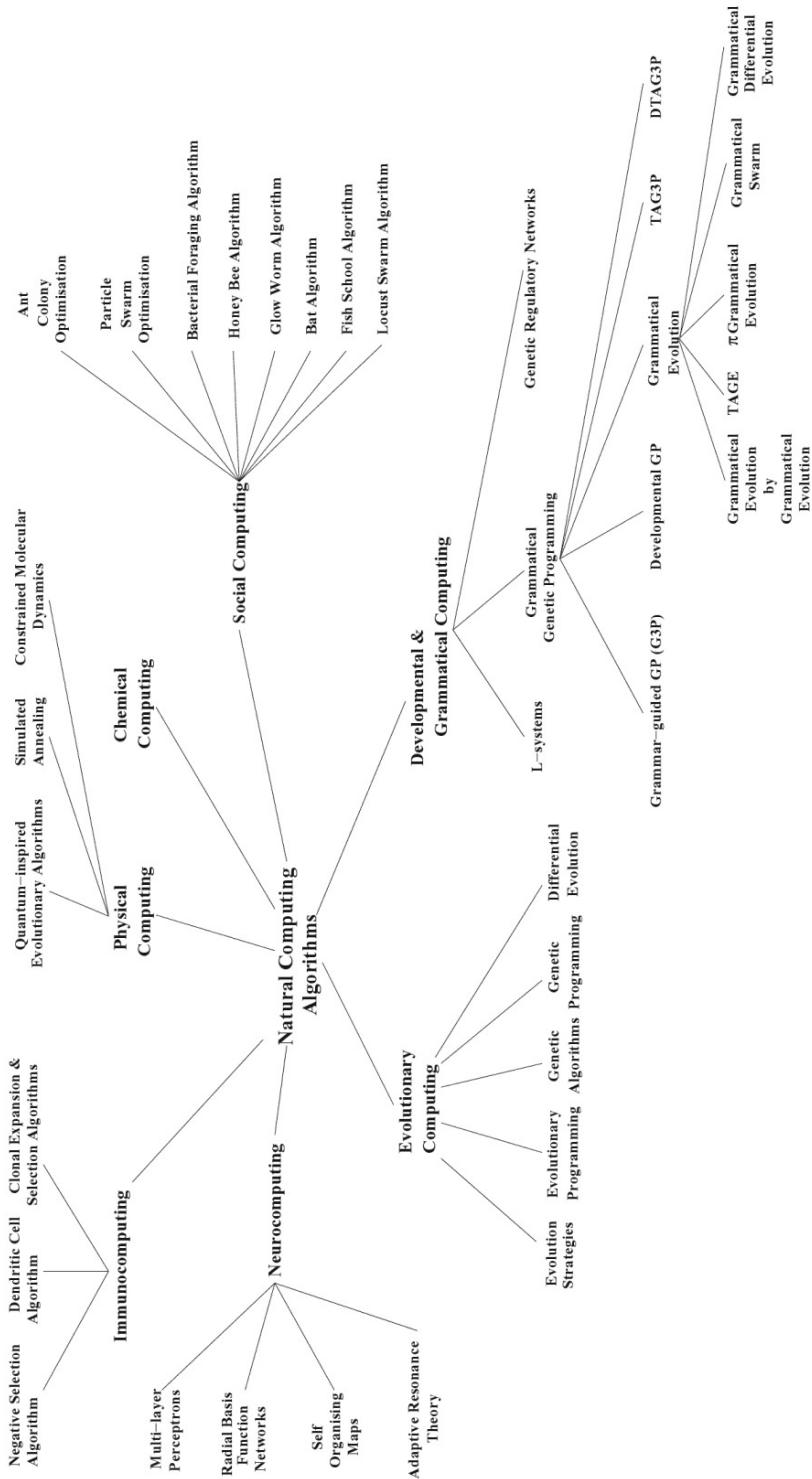 Negative Selection
Algorithm
Dendritic Cell
Algorithm
Clonal Expansion &
Selection Algorithms
Quantum−inspired
Evolutionary Algorithms
Simulated
Annealing
Constrained Molecular
Dynamics
Ant
Colony
Optimisation
Particle
Swarm
Optimisation
Bacterial Foraging Algorithm
Honey Bee Algorithm
Glow Worm Algorithm
Bat Algorithm
Fish School Algorithm
Locust Swarm Algorithm
Immunocomputing
Physical
Computing
Chemical
Computing
Social Computing
Multi−layer
Perceptrons
Radial Basis
Function
Networks
Self
Organising
Maps
Adaptive Resonance
Theory
Neurocomputing
Natural Computing
Algorithms
Evolutionary
Computing
Developmental &
Grammatical Computing
Evolution
Strategies
Evolutionary
Programming
Genetic
Algorithms
Genetic
Programming
Differential
Evolution
L−systems
Grammatical
Genetic Programming
Genetic Regulatory Networks
Grammar−guided GP (G3P)
Developmental GP
Grammatical
Evolution
TAG3P
DTAG3P
Grammatical
Evolution
by
Grammatical
Evolution
TAGE
πGrammatical
Evolution
Grammatical
Swarm
Grammatical
Differential
Evolution